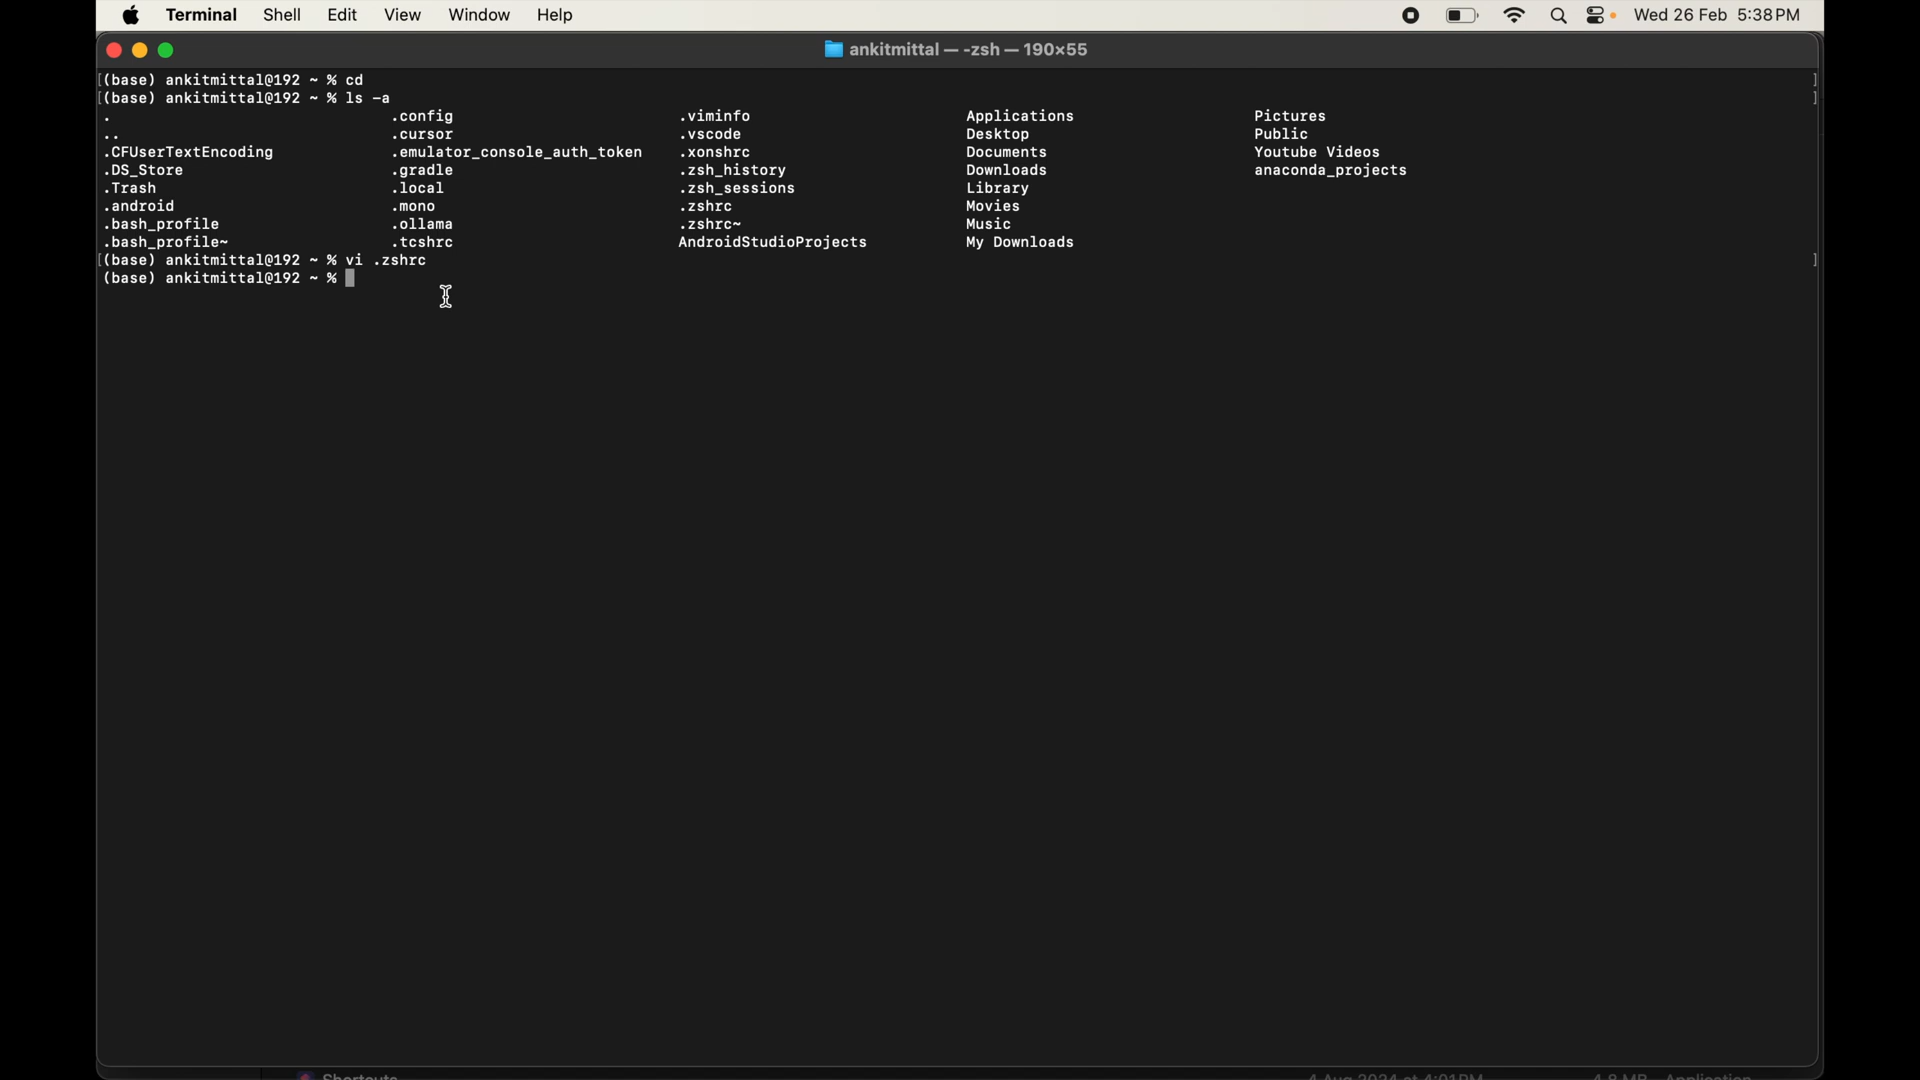 Terminal Shell Edit View Window Help Wed 26 Feb 5:38 PM
ankitmittal — -zsh — 190×55
[(base) ankitmittal@192 ~ % cd ]
[(base) ankitmittal@192 ~ % ls -a ]
. .config .viminfo Applications Pictures
.. .cursor .vscode Desktop Public
.CFUserTextEncoding .emulator_console_auth_token .xonshrc Documents Youtube Videos
.DS_Store .gradle .zsh_history Downloads anaconda_projects
.Trash .local .zsh_sessions Library
.android .mono .zshrc Movies
.bash_profile .ollama .zshrc~ Music
.bash_profile~ .tcshrc AndroidStudioProjects My Downloads
[(base) ankitmittal@192 ~ % vi .zshrc ]
(base) ankitmittal@192 ~ %
Shortcuts 4 Aug 2024 at 4:01 PM 4.8 MB Application